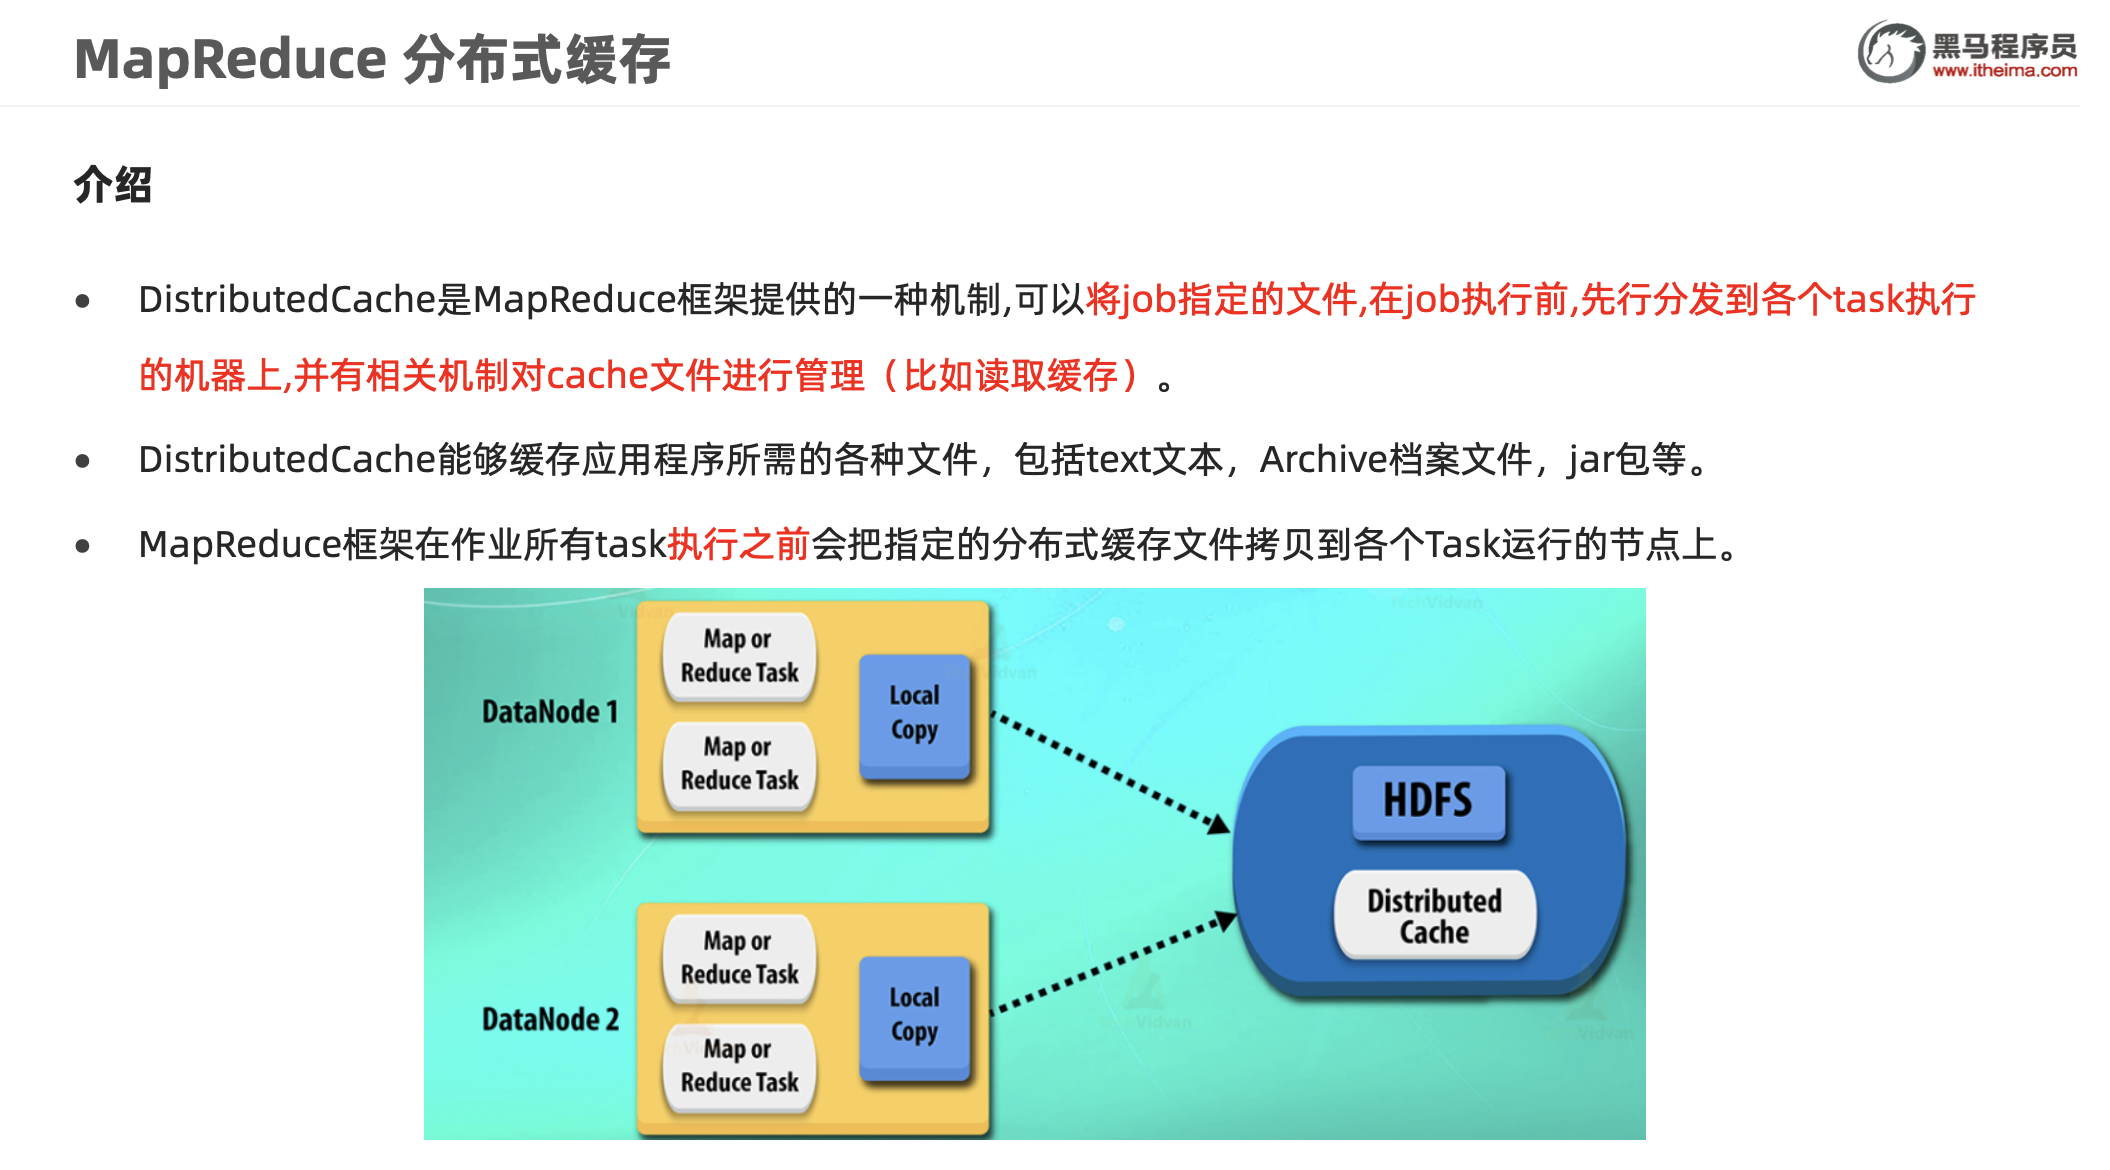 MapReduce 分布式缓存
黑马程序员
www.itheima.com
介绍
● DistributedCache是MapReduce框架提供的一种机制,可以将job指定的文件,在job执行前,先行分发到各个task执行
的机器上,并有相关机制对cache文件进行管理（比如读取缓存）。
● DistributedCache能够缓存应用程序所需的各种文件，包括text文本，Archive档案文件，jar包等。
● MapReduce框架在作业所有task执行之前会把指定的分布式缓存文件拷贝到各个Task运行的节点上。
DataNode 1
Map or
Reduce Task
Map or
Reduce Task
Local
Copy
DataNode 2
Map or
Reduce Task
Map or
Reduce Task
Local
Copy
HDFS
Distributed
Cache
Vidvan
techVidvan
Vidvan
Vidvan